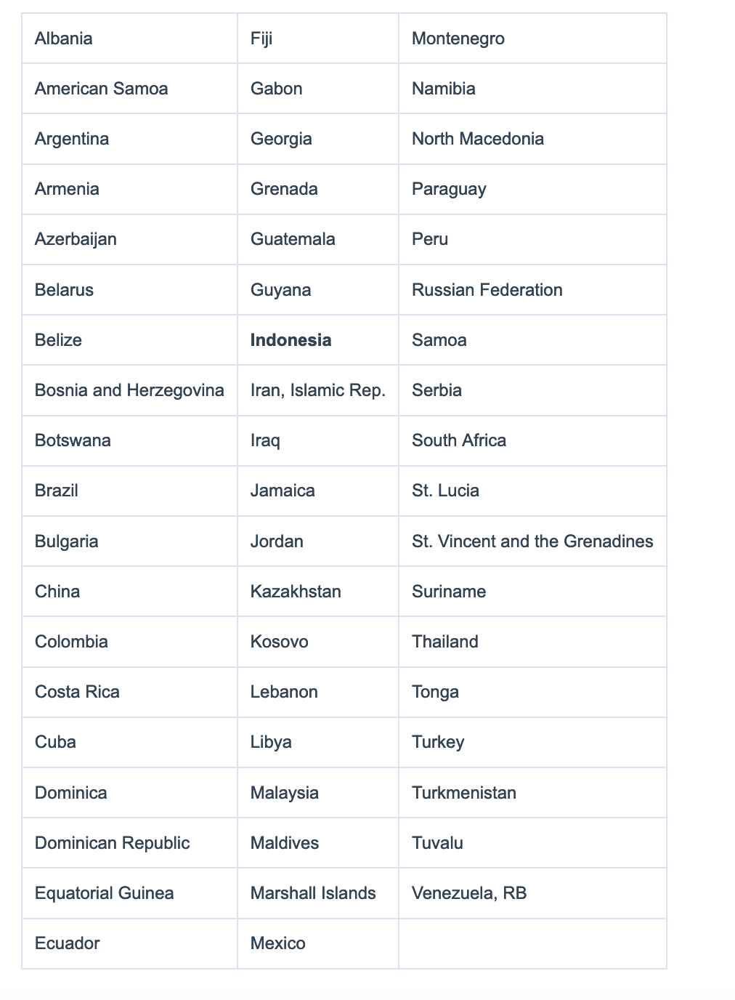 Albania Fiji Montenegro
American Samoa Gabon Namibia
Argentina Georgia North Macedonia
Armenia Grenada Paraguay
Azerbaijan Guatemala Peru
Belarus Guyana Russian Federation
Belize Indonesia Samoa
Bosnia and Herzegovina Iran, Islamic Rep. Serbia
Botswana Iraq South Africa
Brazil Jamaica St. Lucia
Bulgaria Jordan St. Vincent and the Grenadines
China Kazakhstan Suriname
Colombia Kosovo Thailand
Costa Rica Lebanon Tonga
Cuba Libya Turkey
Dominica Malaysia Turkmenistan
Dominican Republic Maldives Tuvalu
Equatorial Guinea Marshall Islands Venezuela, RB
Ecuador Mexico